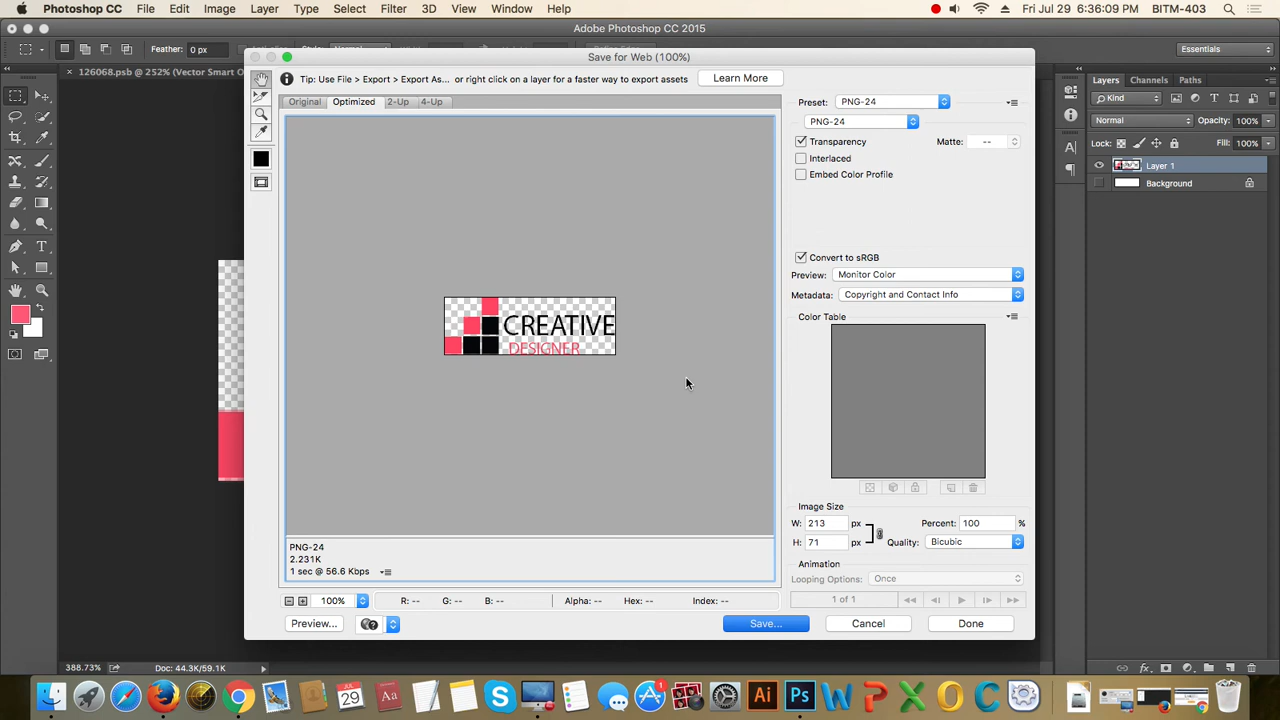 Photoshop CC File Edit Image Layer Type Select Filter 3D View Window Help Fri Jul 29 6:36:09 PM BITM-403
Adobe Photoshop CC 2015
Feather: 0 px Essentials
126068.psb @ 252% (Vector Smart O
Save for Web (100%)
Tip: Use File > Export > Export As... or right click on a layer for a faster way to export assets Learn More
Original Optimized 2-Up 4-Up
Preset: PNG-24
PNG-24
Transparency Matte: --
Interlaced
Embed Color Profile
Convert to sRGB
Preview: Monitor Color
Metadata: Copyright and Contact Info
Color Table
CREATIVE
DESIGNER
Image Size
W: 213 px Percent: 100 %
H: 71 px Quality: Bicubic
Animation
Looping Options: Once
1 of 1
PNG-24
2.231K
1 sec @ 56.6 Kbps
100% R: -- G: -- B: -- Alpha: -- Hex: -- Index: --
Preview... Save... Cancel Done
Layers Channels Paths
Kind
Normal Opacity: 100%
Lock: Fill: 100%
Layer 1
Background
388.73% Doc: 44.3K/59.1K
JUL
29
Aa
1
Ai Ps